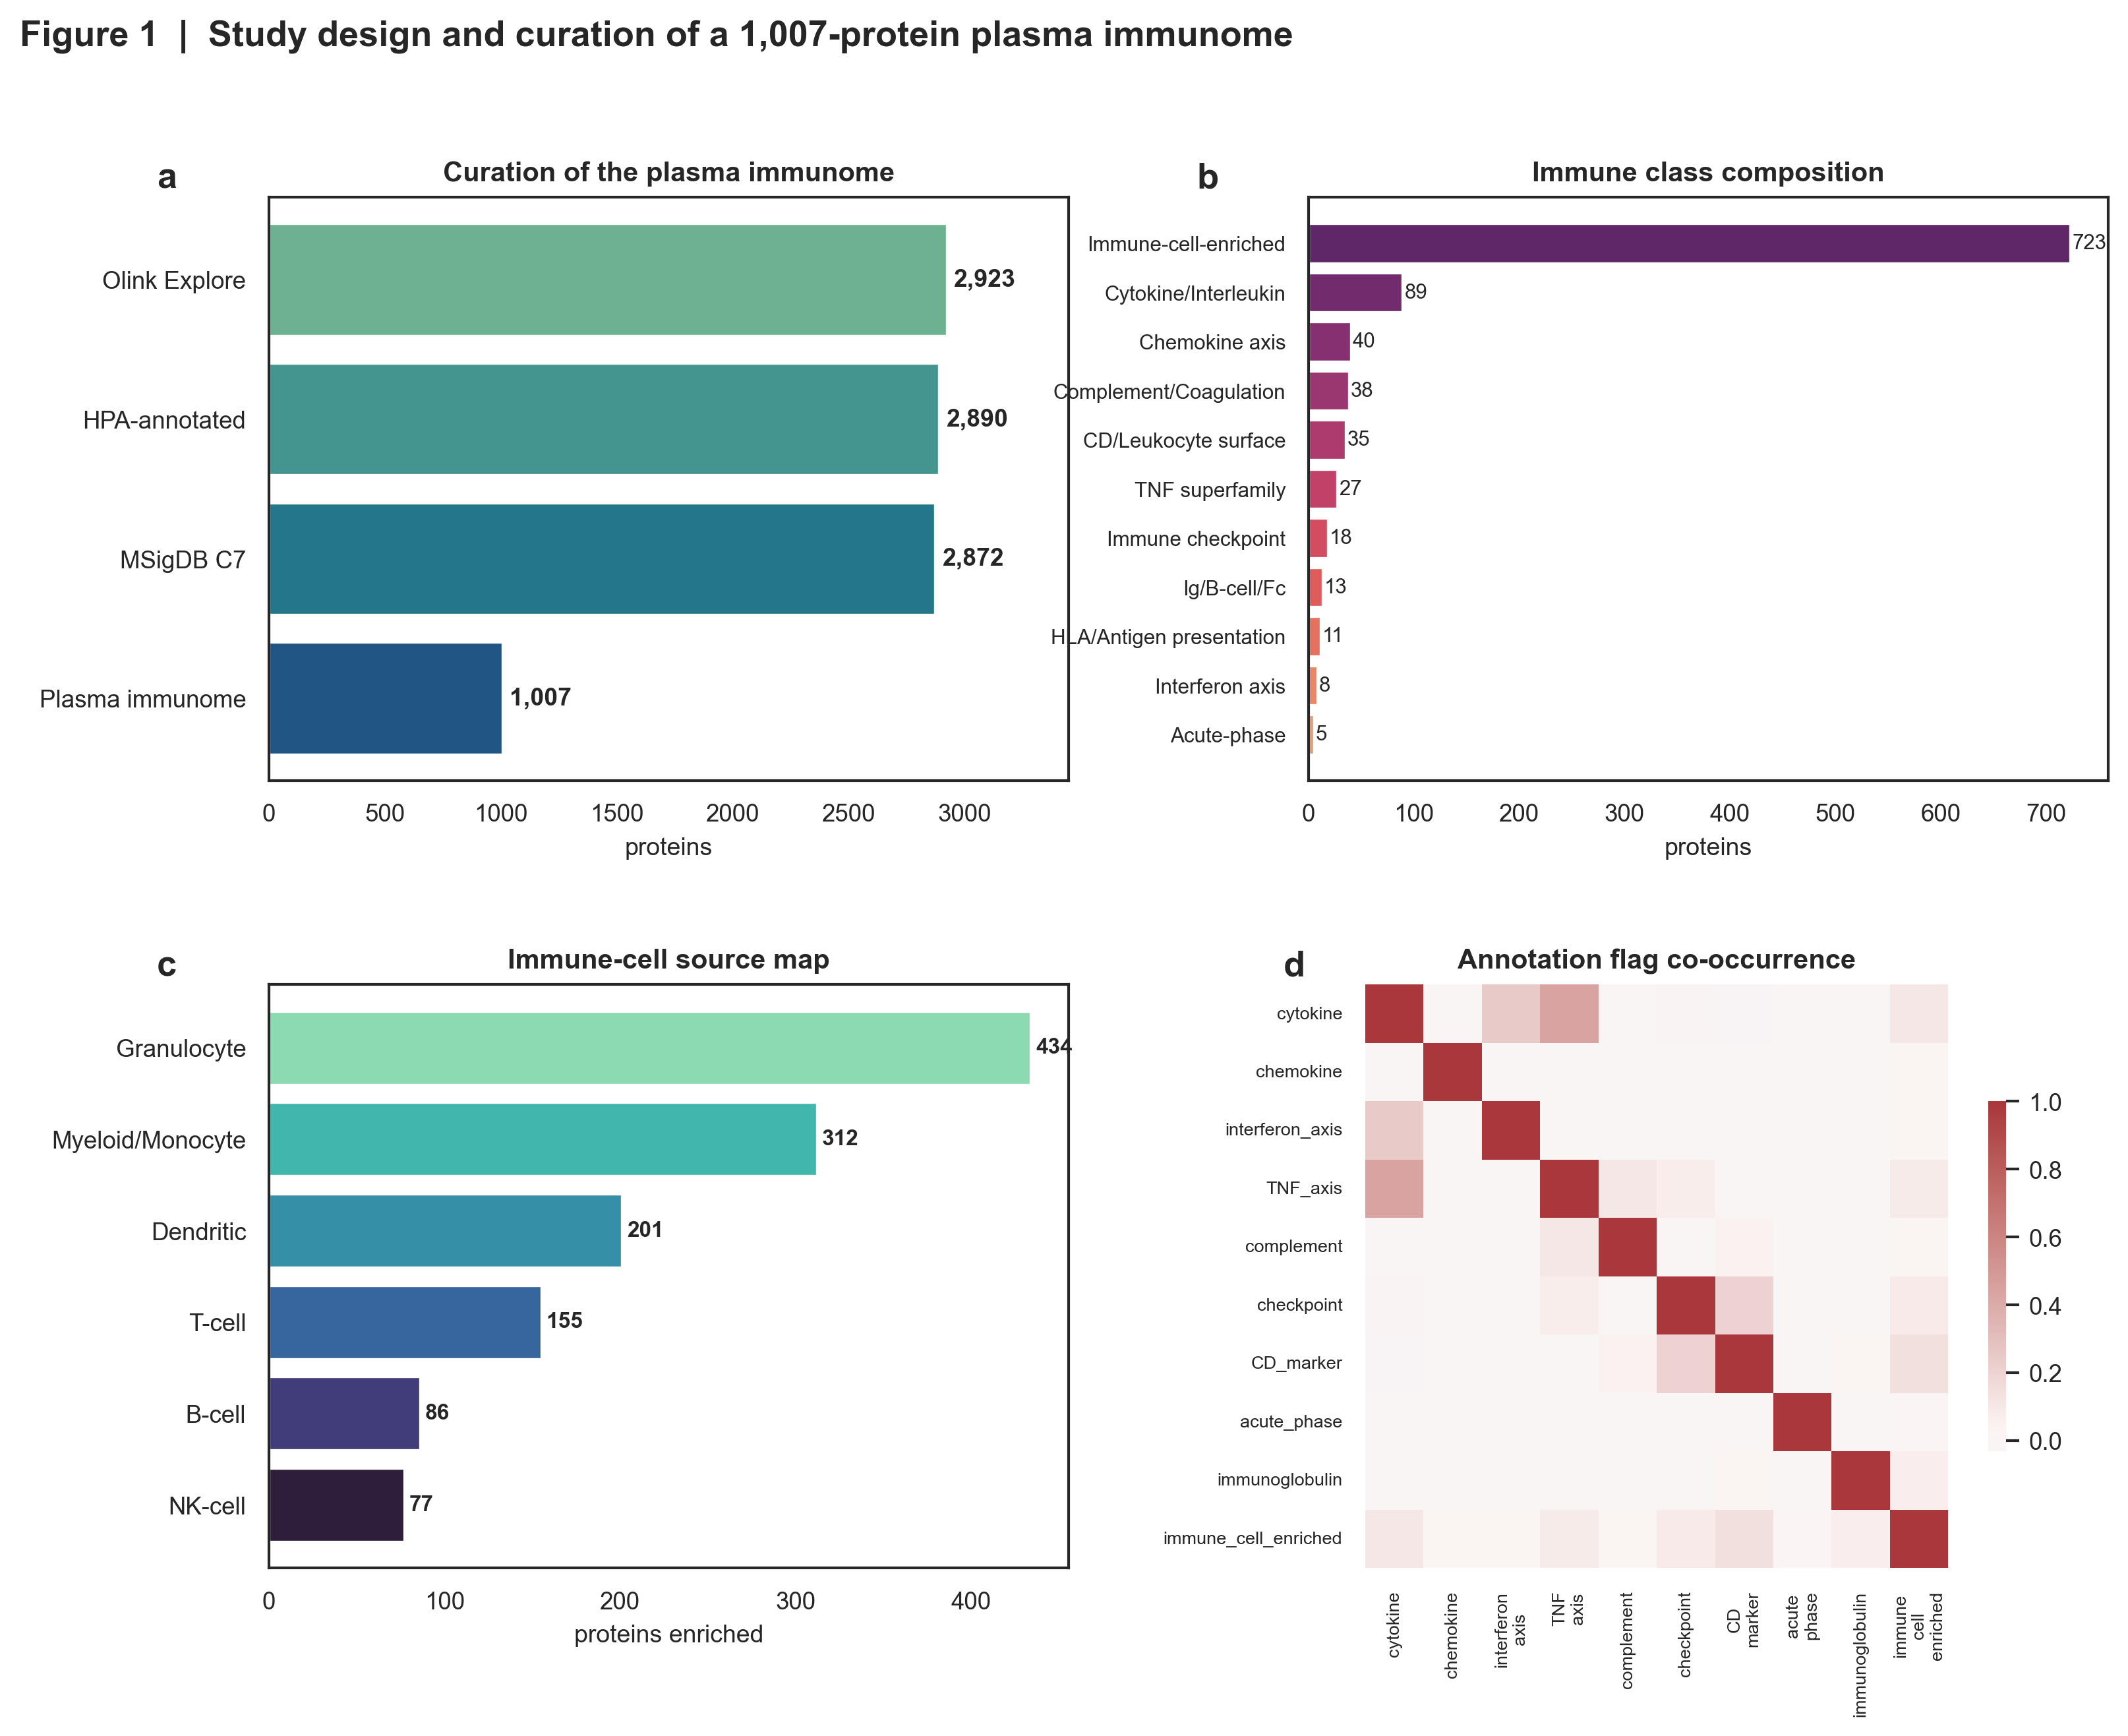 Figure 1 | Study design and curation of a 1,007-protein plasma immunome
a
Curation of the plasma immunome
Olink Explore
2,923
HPA-annotated
2,890
MSigDB C7
2,872
Plasma immunome
1,007
0 500 1000 1500 2000 2500 3000
proteins
b
Immune class composition
Immune-cell-enriched
723
Cytokine/Interleukin
89
Chemokine axis
40
Complement/Coagulation
38
CD/Leukocyte surface
35
TNF superfamily
27
Immune checkpoint
18
Ig/B-cell/Fc
13
HLA/Antigen presentation
11
Interferon axis
8
Acute-phase
5
0 100 200 300 400 500 600 700
proteins
c
Immune-cell source map
Granulocyte
434
Myeloid/Monocyte
312
Dendritic
201
T-cell
155
B-cell
86
NK-cell
77
0 100 200 300 400
proteins enriched
d
Annotation flag co-occurrence
cytokine
chemokine
interferon_axis
TNF_axis
complement
checkpoint
CD_marker
acute_phase
immunoglobulin
immune_cell_enriched
cytokine
chemokine
interferon
axis
TNF
axis
complement
checkpoint
CD
marker
acute
phase
immunoglobulin
immune
cell
enriched
1.0
0.8
0.6
0.4
0.2
0.0